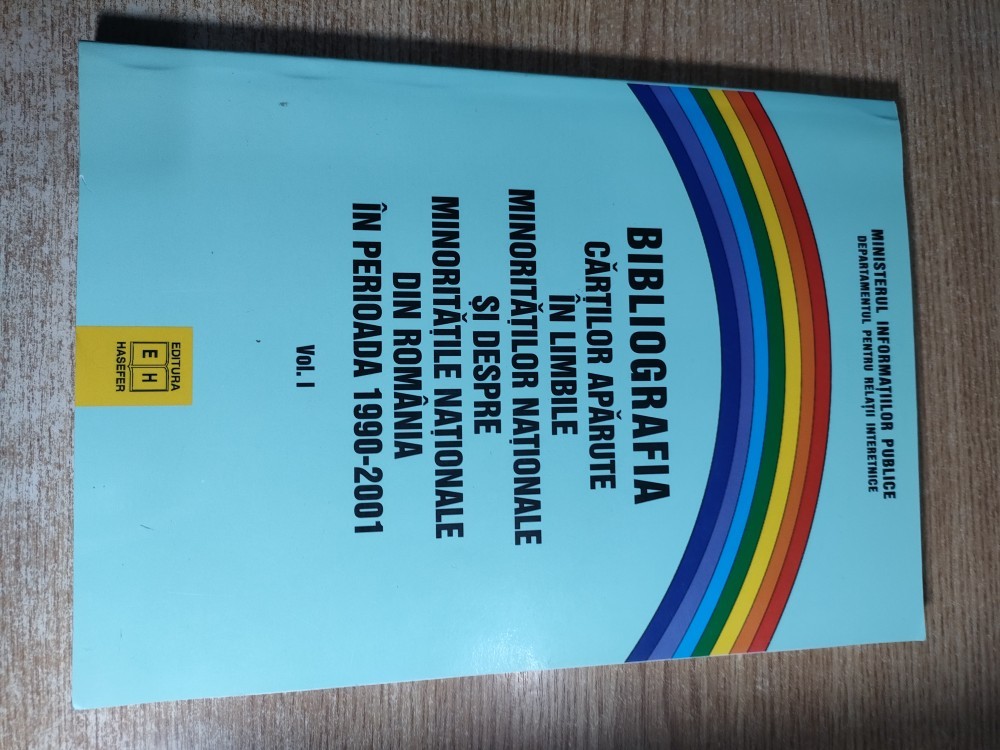 MINISTERUL INFORMAȚIILOR PUBLICE
DEPARTAMENTUL PENTRU RELAȚII INTERETNICE
BIBLIOGRAFIA
CĂRȚILOR APĂRUTE
ÎN LIMBILE
MINORITĂȚILOR NAȚIONALE
ȘI DESPRE
MINORITĂȚILE NAȚIONALE
DIN ROMÂNIA
ÎN PERIOADA 1990-2001
Vol. I
EDITURA
E H
HASEFER